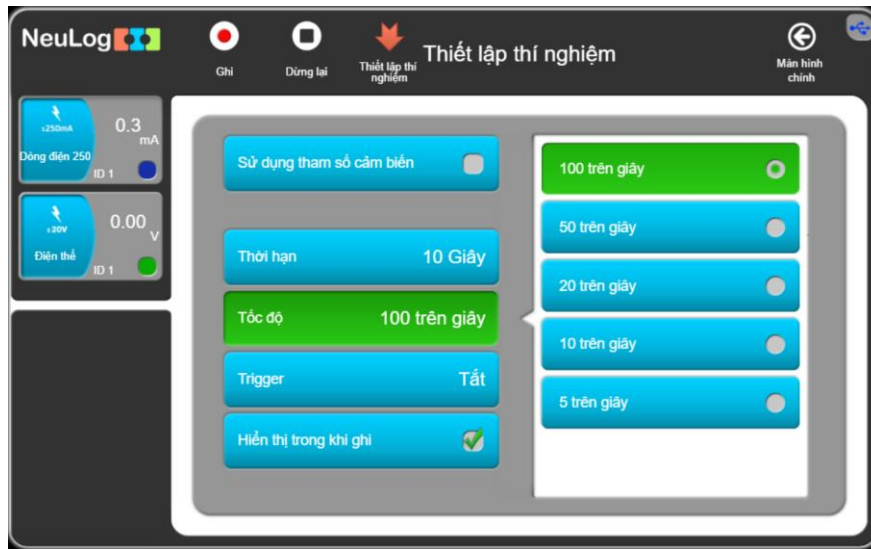 NeuLog
Ghi
Dừng lại
Thiết lập thí
nghiệm
Thiết lập thí nghiệm
Màn hình
chính
±250mA
0.3
mA
Dòng điện 250
ID 1
±20V
0.00
V
Điện thế
ID 1
Sử dụng tham số cảm biến
Thời hạn 10 Giây
Tốc độ 100 trên giây
Trigger Tắt
Hiển thị trong khi ghi
100 trên giây
50 trên giây
20 trên giây
10 trên giây
5 trên giây